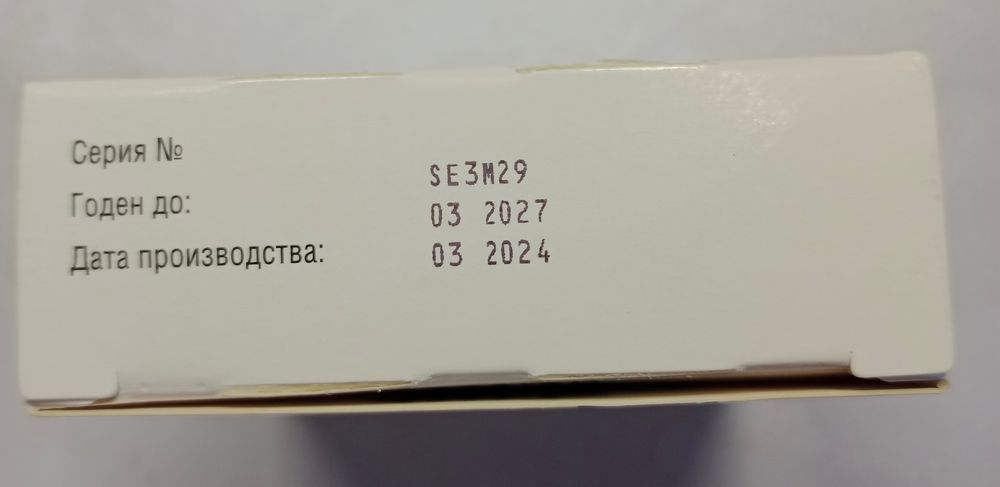 Серия № SE3M29
Годен до: 03 2027
Дата производства: 03 2024